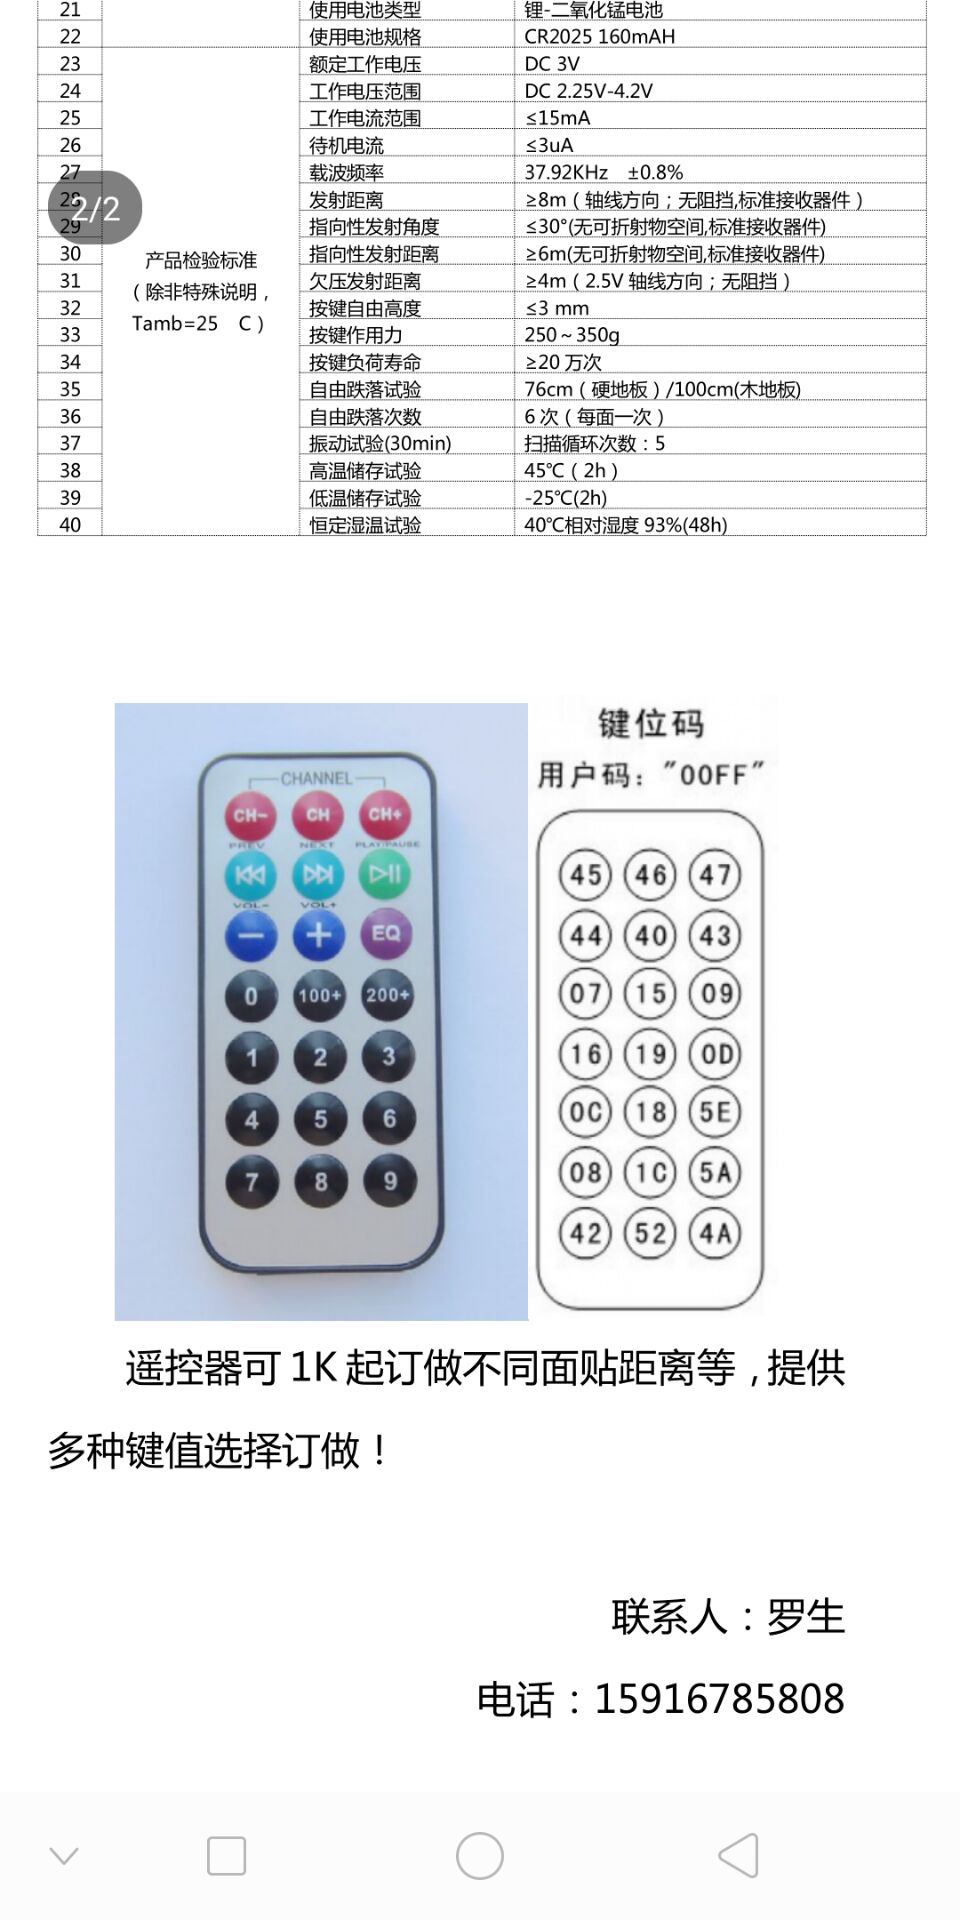 21 使用电池类型 锂-二氧化锰电池
22 使用电池规格 CR2025 160mAH
23 额定工作电压 DC 3V
24 工作电压范围 DC 2.25V-4.2V
25 工作电流范围 ≤15mA
26 待机电流 ≤3uA
27 载波频率 37.92KHz ±0.8%
28 发射距离 ≥8m（轴线方向；无阻挡,标准接收器件）
2/2
29 指向性发射角度 ≤30°(无可折射物空间,标准接收器件)
30 指向性发射距离 ≥6m(无可折射物空间,标准接收器件)
产品检验标准
（除非特殊说明，
Tamb=25 C）
31 欠压发射距离 ≥4m（2.5V 轴线方向；无阻挡）
32 按键自由高度 ≤3 mm
33 按键作用力 250～350g
34 按键负荷寿命 ≥20 万次
35 自由跌落试验 76cm（硬地板）/100cm(木地板)
36 自由跌落次数 6 次（每面一次）
37 振动试验(30min) 扫描循环次数：5
38 高温储存试验 45℃（2h）
39 低温储存试验 -25℃(2h)
40 恒定湿温试验 40℃相对湿度 93%(48h)
CHANNEL
CH- CH CH+
PREV NEXT PLAY/PAUSE
VOL- VOL+
− + EQ
0 100+ 200+
1 2 3
4 5 6
7 8 9
键位码
用户码："00FF"
45 46 47
44 40 43
07 15 09
16 19 0D
0C 18 5E
08 1C 5A
42 52 4A
遥控器可 1K 起订做不同面贴距离等，提供
多种键值选择订做！
联系人：罗生
电话：15916785808